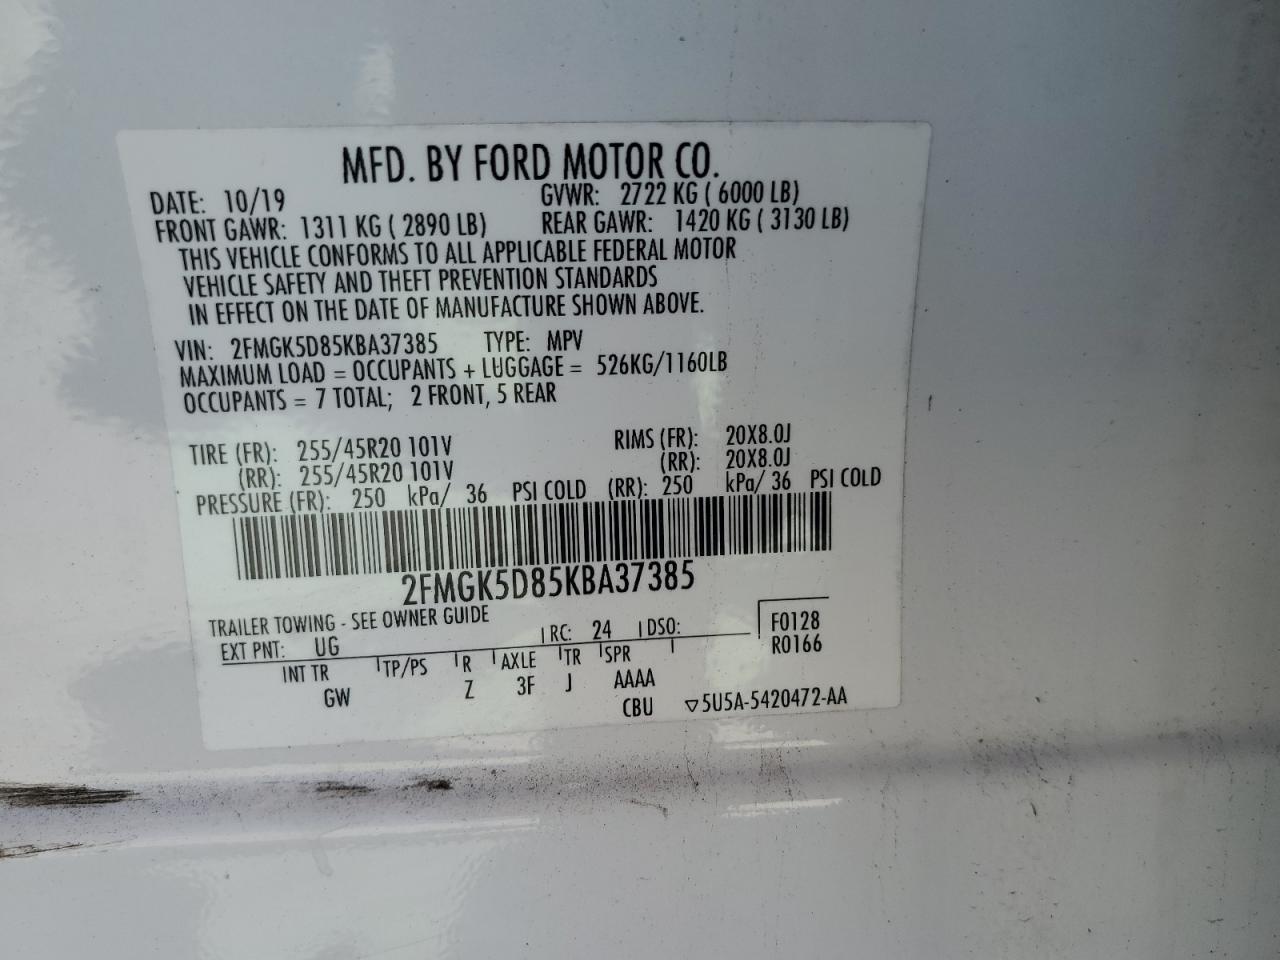 MFD. BY FORD MOTOR CO.
DATE: 10/19 GVWR: 2722 KG ( 6000 LB)
FRONT GAWR: 1311 KG ( 2890 LB) REAR GAWR: 1420 KG ( 3130 LB)
THIS VEHICLE CONFORMS TO ALL APPLICABLE FEDERAL MOTOR
VEHICLE SAFETY AND THEFT PREVENTION STANDARDS
IN EFFECT ON THE DATE OF MANUFACTURE SHOWN ABOVE.
VIN: 2FMGK5D85KBA37385 TYPE: MPV
MAXIMUM LOAD = OCCUPANTS + LUGGAGE = 526KG/1160LB
OCCUPANTS = 7 TOTAL; 2 FRONT, 5 REAR
TIRE (FR): 255/45R20 101V RIMS (FR): 20X8.0J
(RR): 255/45R20 101V (RR): 20X8.0J
PRESSURE (FR): 250 kPa/ 36 PSI COLD (RR): 250 kPa/ 36 PSI COLD
2FMGK5D85KBA37385
TRAILER TOWING - SEE OWNER GUIDE
EXT PNT: UG RC: 24 DSO: F0128
R0166
INT TR TP/PS R AXLE TR SPR
GW Z 3F J AAAA
CBU ▽5U5A-5420472-AA